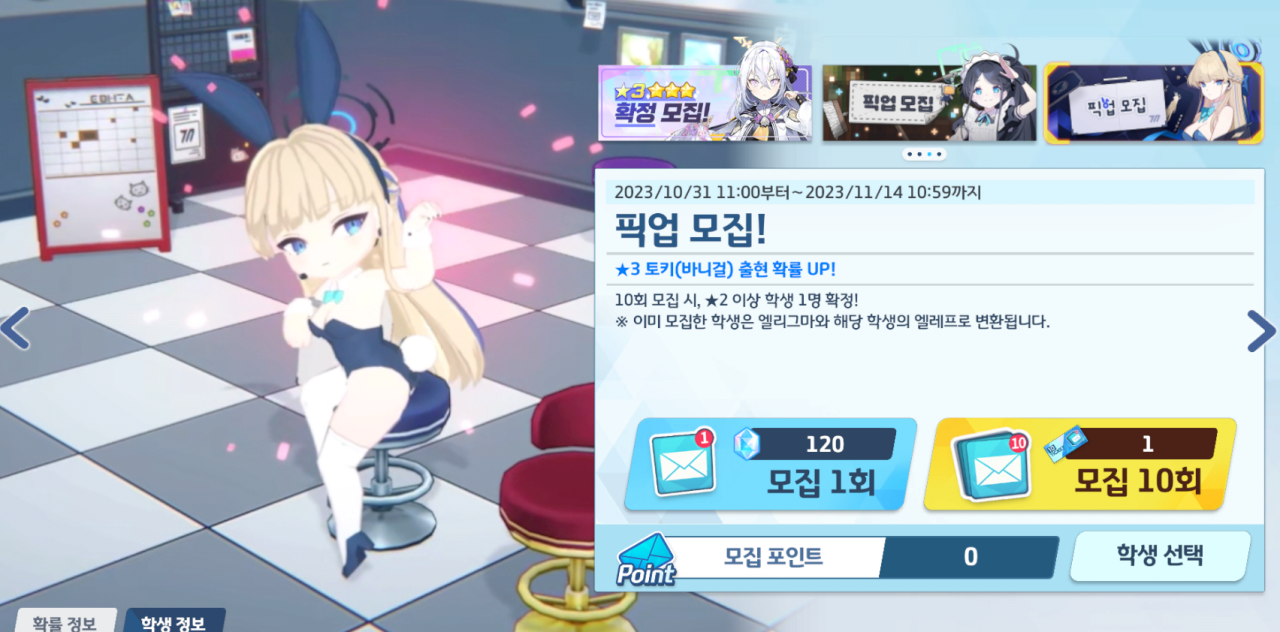 ★3 ★★★
확정 모집!
픽업 모집
픽업 모집
7/7
2023/10/31 11:00부터~2023/11/14 10:59까지
픽업 모집!
★3 토키(바니걸) 출현 확률 UP!
10회 모집 시, ★2 이상 학생 1명 확정!
※ 이미 모집한 학생은 엘리그마와 해당 학생의 엘레프로 변환됩니다.
1
120
모집 1회
10
1
모집 10회
Point
모집 포인트
0
학생 선택
확률 정보
학생 정보